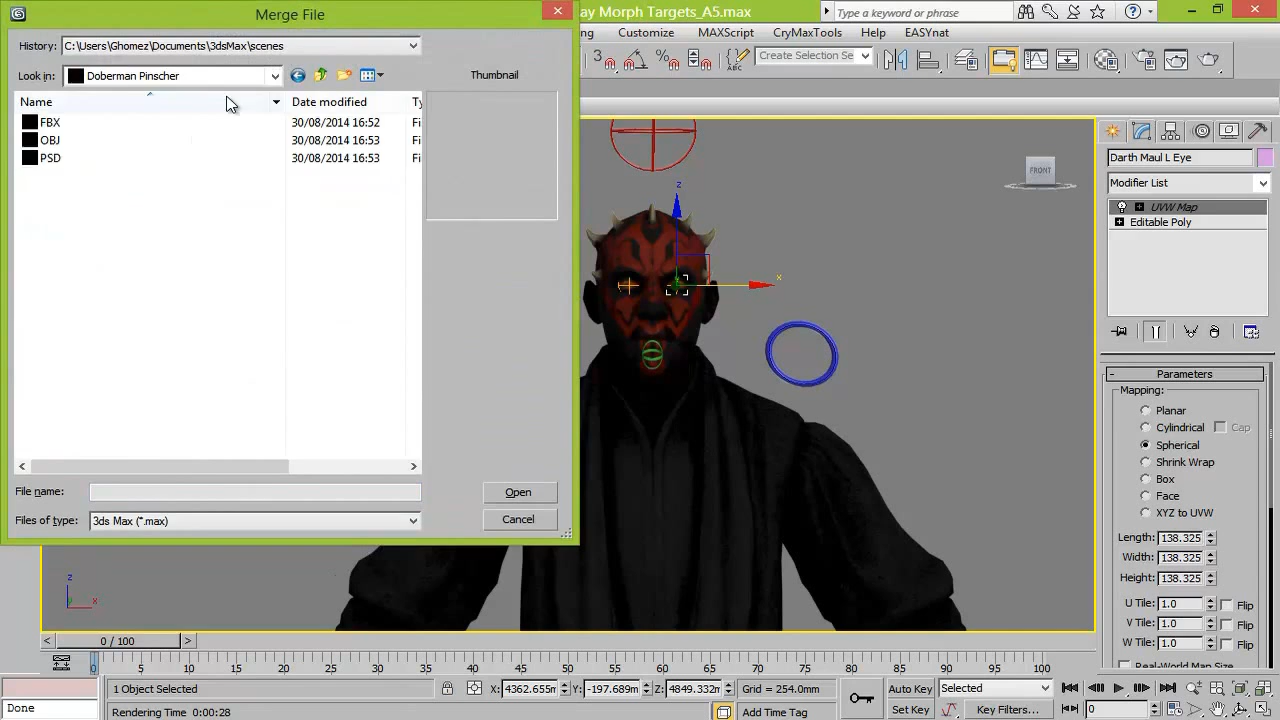 Merge File
ay Morph Targets_A5.max
Type a keyword or phrase
History: C:\Users\Ghomez\Documents\3dsMax\scenes
Customize MAXScript CryMaxTools Help EASYnat
Look in: Doberman Pinscher
Thumbnail
Create Selection Se
Name Date modified Ty
FBX 30/08/2014 16:52 Fi
OBJ 30/08/2014 16:53 Fi
PSD 30/08/2014 16:53 Fi
File name:
Open
Files of type: 3ds Max (*.max)
Cancel
z
x
FRONT
Darth Maul L Eye
Modifier List
UVW Map
Editable Poly
Parameters
Mapping:
Planar
Cylindrical Cap
Spherical
Shrink Wrap
Box
Face
XYZ to UVW
Length: 138.325
Width: 138.325
Height: 138.325
U Tile: 1.0 Flip
V Tile: 1.0 Flip
W Tile: 1.0 Flip
Real-World Map Size
z
x
0 / 100
0 5 10 15 20 25 30 35 40 45 50 55 60 65 70 75 80 85 90 95 100
1 Object Selected
X: 4362.655m Y: -197.689m Z: 4849.332m
Grid = 254.0mm
Auto Key Selected
Done
Rendering Time 0:00:28
Add Time Tag
Set Key Key Filters...
0